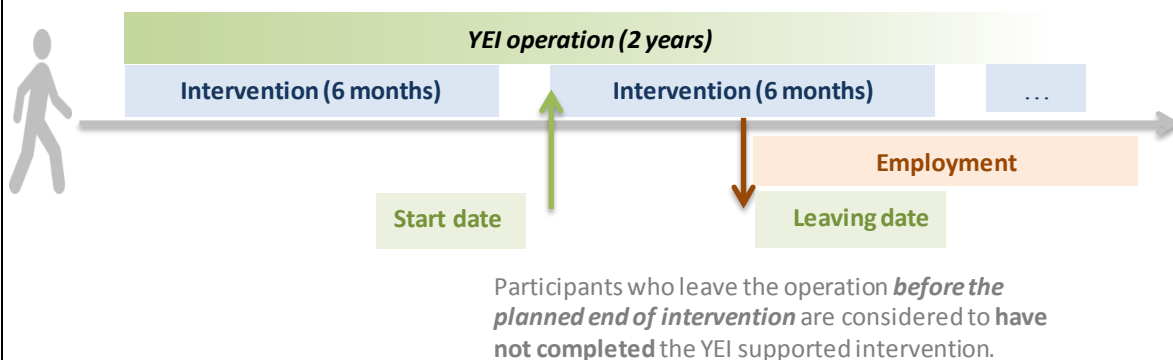 YEI operation (2 years)
Intervention (6 months)
Intervention (6 months)
...
Employment
Start date
Leaving date
Participants who leave the operation before the
planned end of intervention are considered to have
not completed the YEI supported intervention.